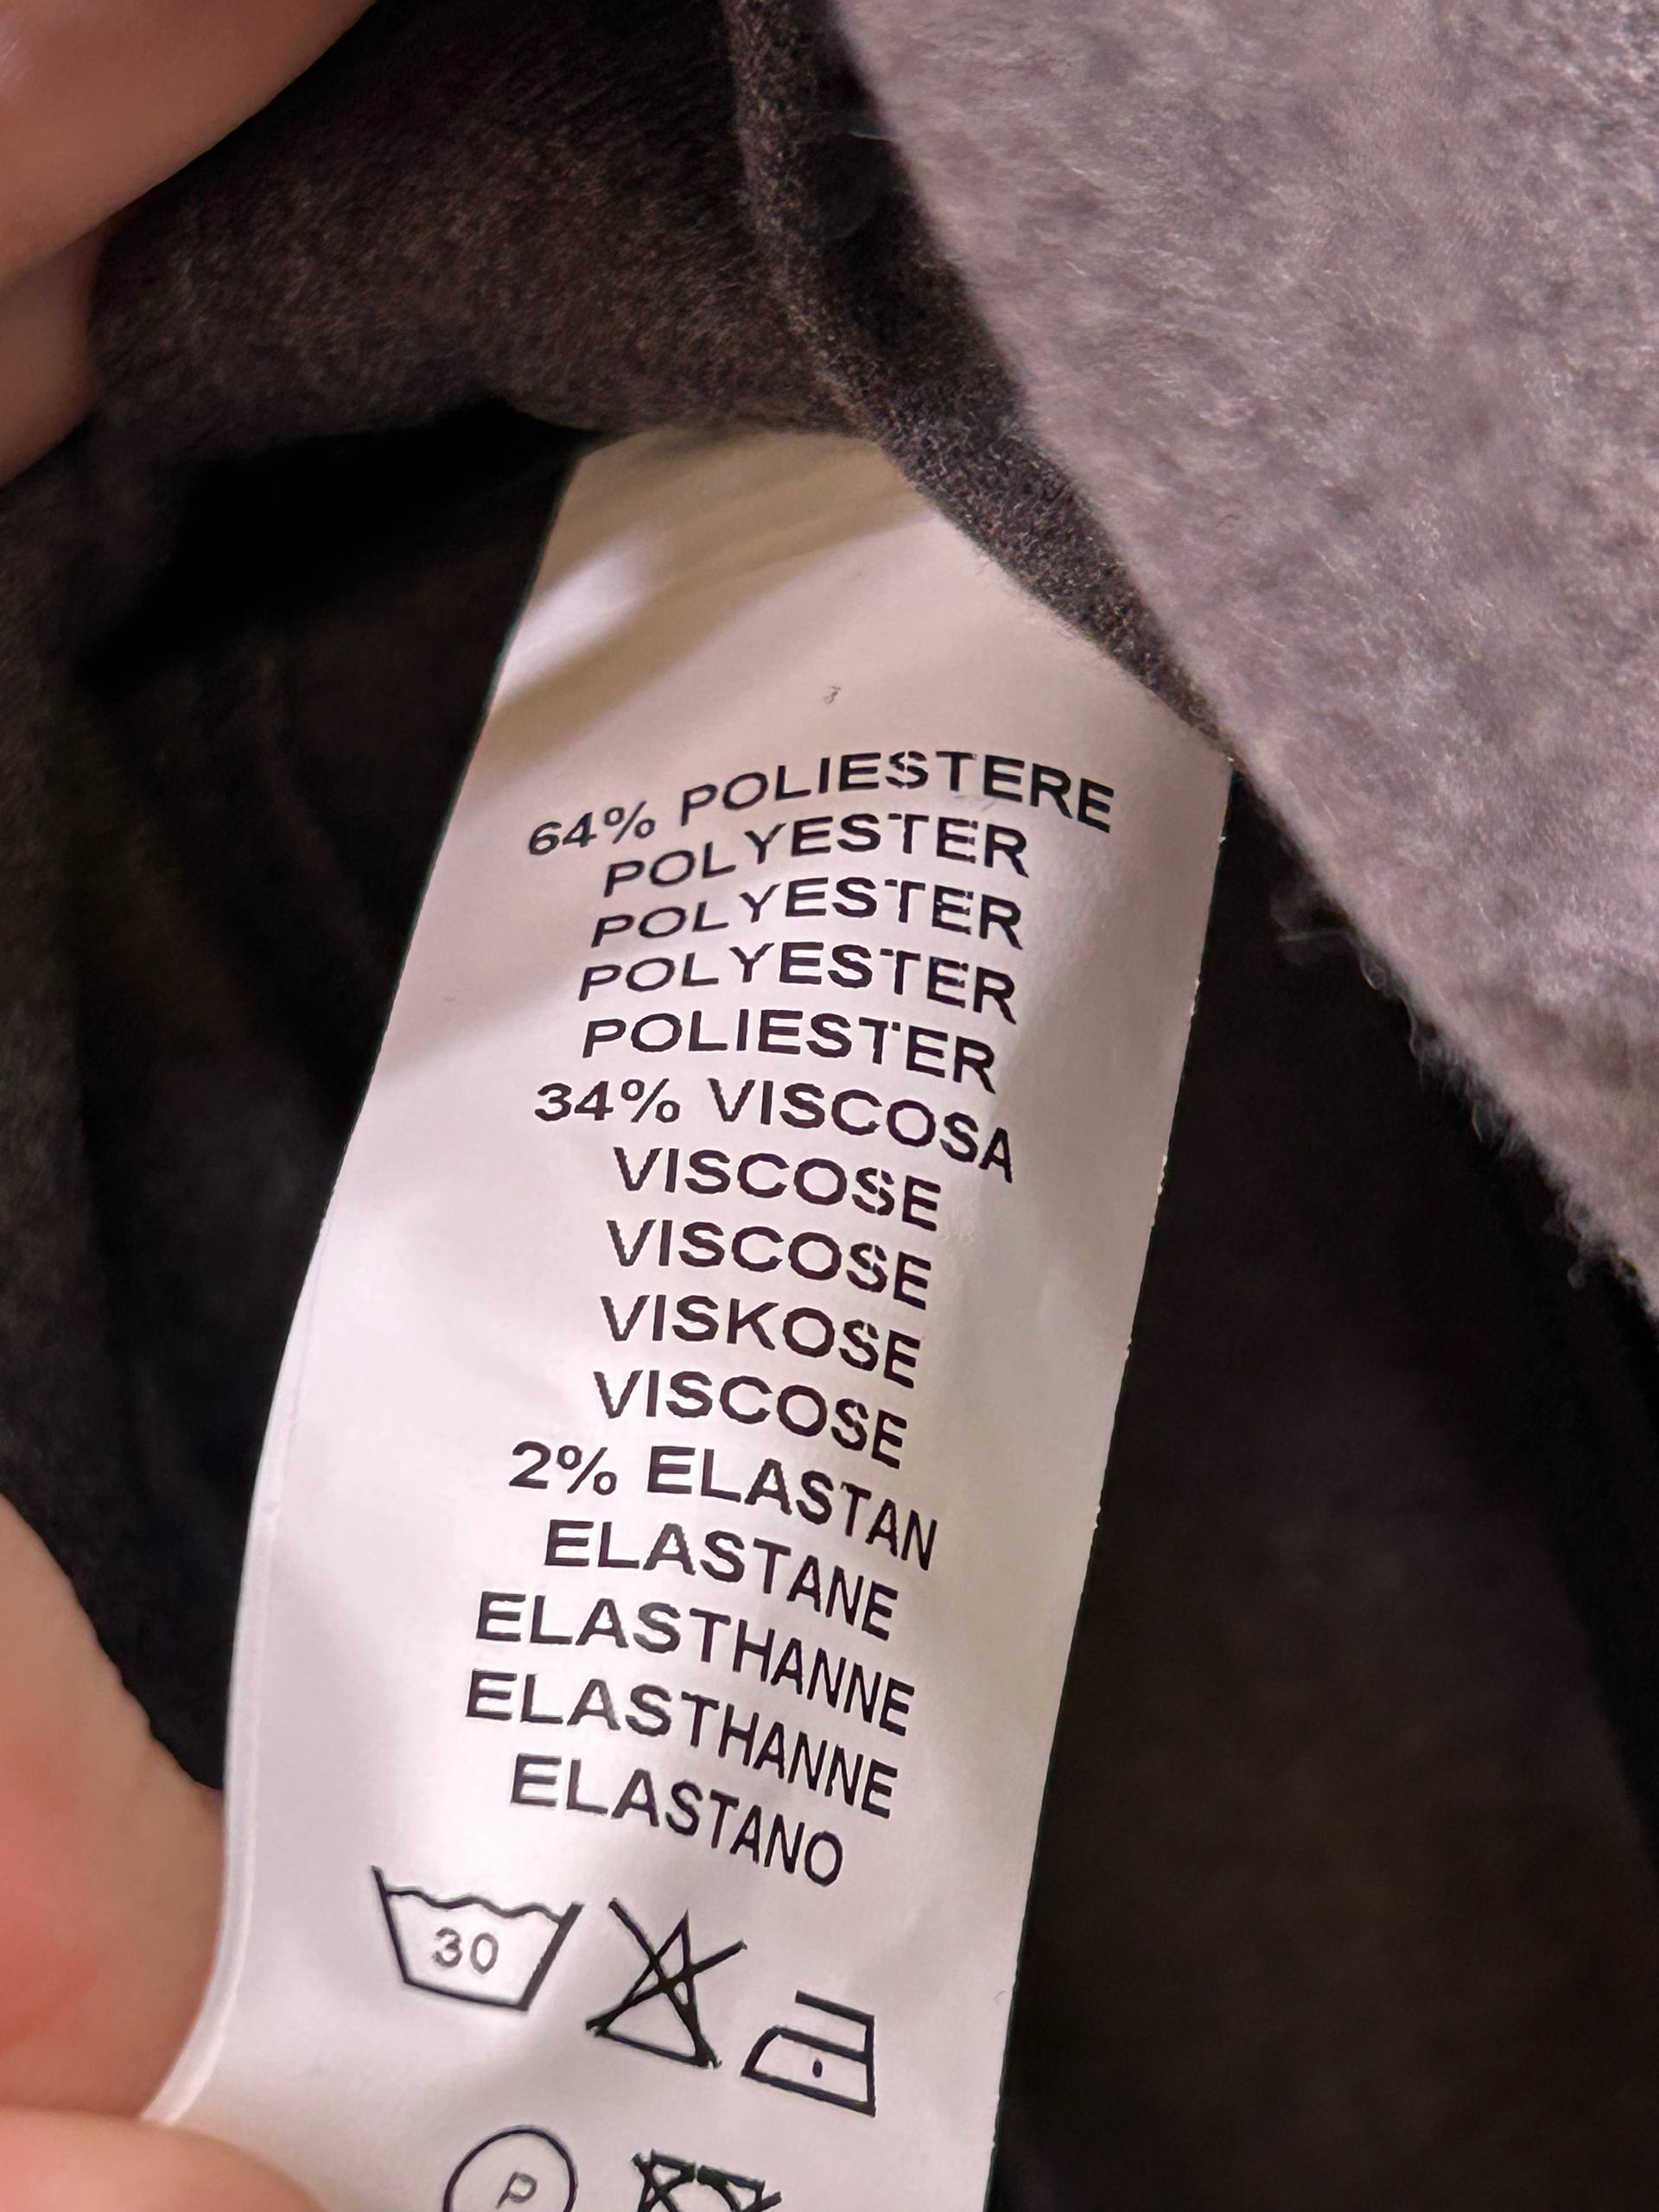 64% POLIESTERE
POLYESTER
POLYESTER
POLYESTER
POLIESTER
34% VISCOSA
VISCOSE
VISCOSE
VISKOSE
VISCOSE
2% ELASTAN
ELASTANE
ELASTHANNE
ELASTHANNE
ELASTANO
30
P